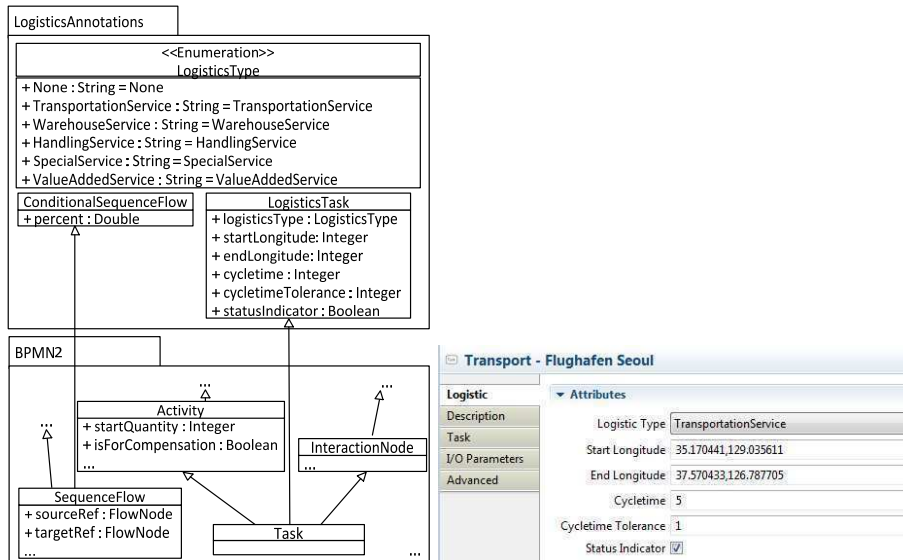 LogisticsAnnotations
<<Enumeration>>
LogisticsType
+ None : String = None
+ TransportationService : String = TransportationService
+ WarehouseService : String = WarehouseService
+ HandlingService : String = HandlingService
+ SpecialService : String = SpecialService
+ ValueAddedService : String = ValueAddedService
ConditionalSequenceFlow
+ percent : Double
LogisticsTask
+ logisticsType : LogisticsType
+ startLongitude: Integer
+ endLongitude: Integer
+ cycletime : Integer
+ cycletimeTolerance : Integer
+ statusIndicator : Boolean
BPMN2
...
...
...
Activity
+ startQuantity : Integer
+ isForCompensation : Boolean
...
InteractionNode
...
SequenceFlow
+ sourceRef : FlowNode
+ targetRef : FlowNode
...
Task
...
Transport - Flughafen Seoul
Logistic
Description
Task
I/O Parameters
Advanced
Attributes
Logistic Type TransportationService
Start Longitude 35.170441,129.035611
End Longitude 37.570433,126.787705
Cycletime 5
Cycletime Tolerance 1
Status Indicator